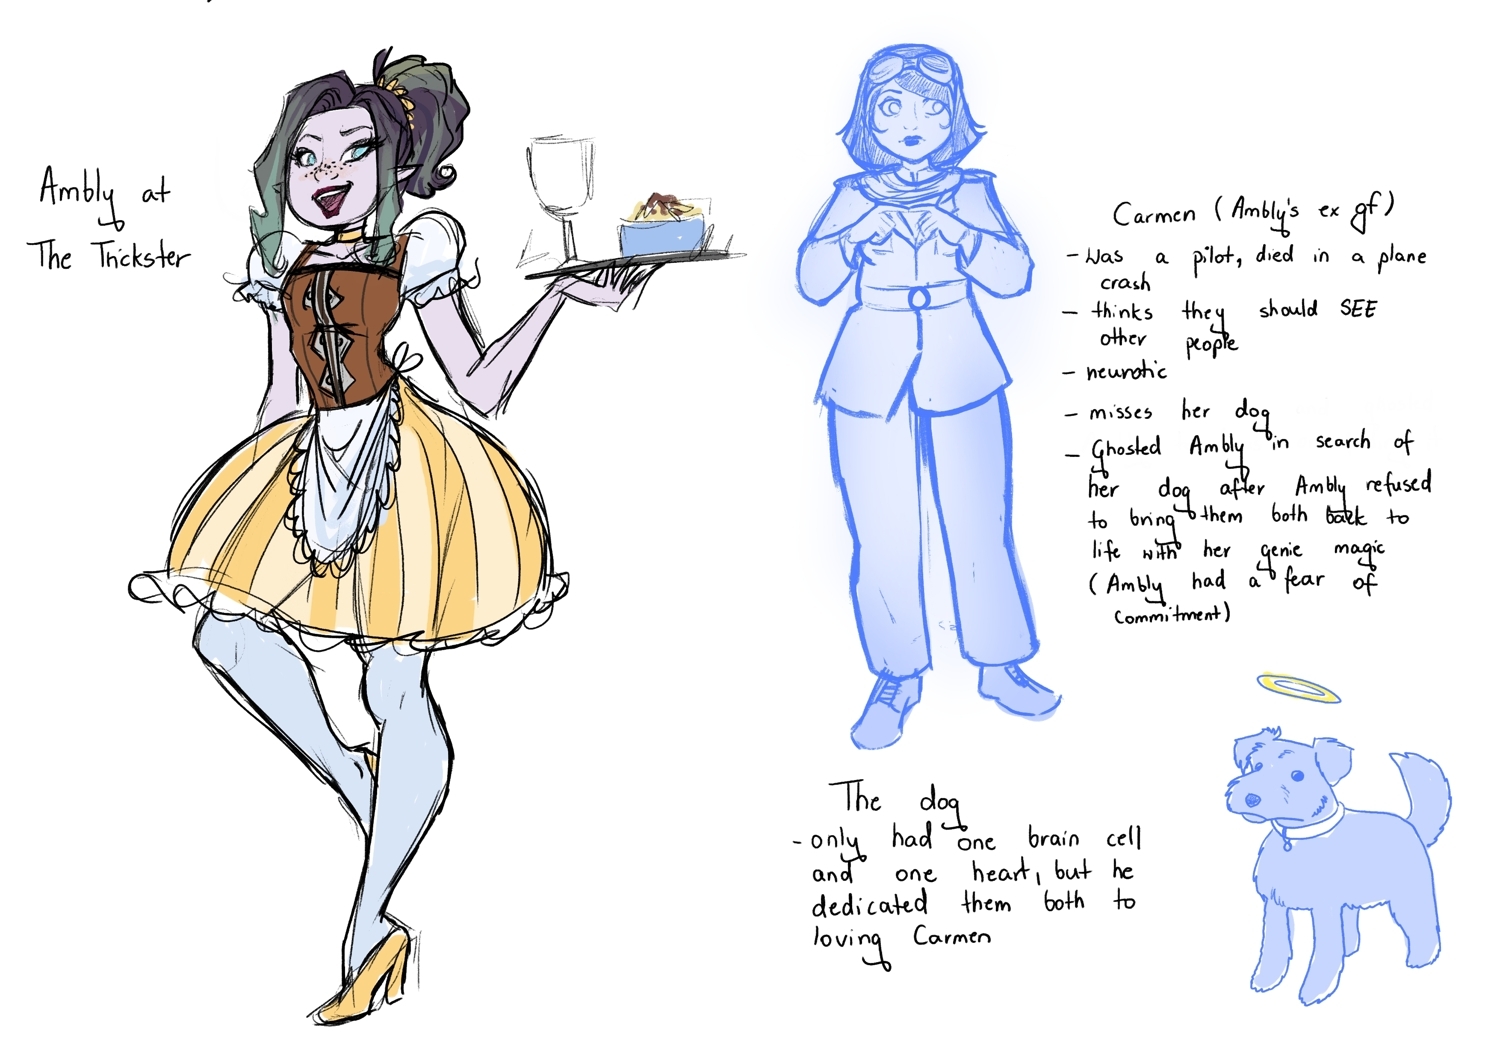 Ambly at
The Trickster
Carmen (Ambly's ex gf)
- Was a pilot, died in a plane
crash
- thinks they should SEE
other people
- neurotic
- misses her dog
- Ghosted Ambly in search of
her dog after Ambly refused
to bring them both back to
life with her genie magic
(Ambly had a fear of
commitment)
The dog
- only had one brain cell
and one heart, but he
dedicated them both to
loving Carmen